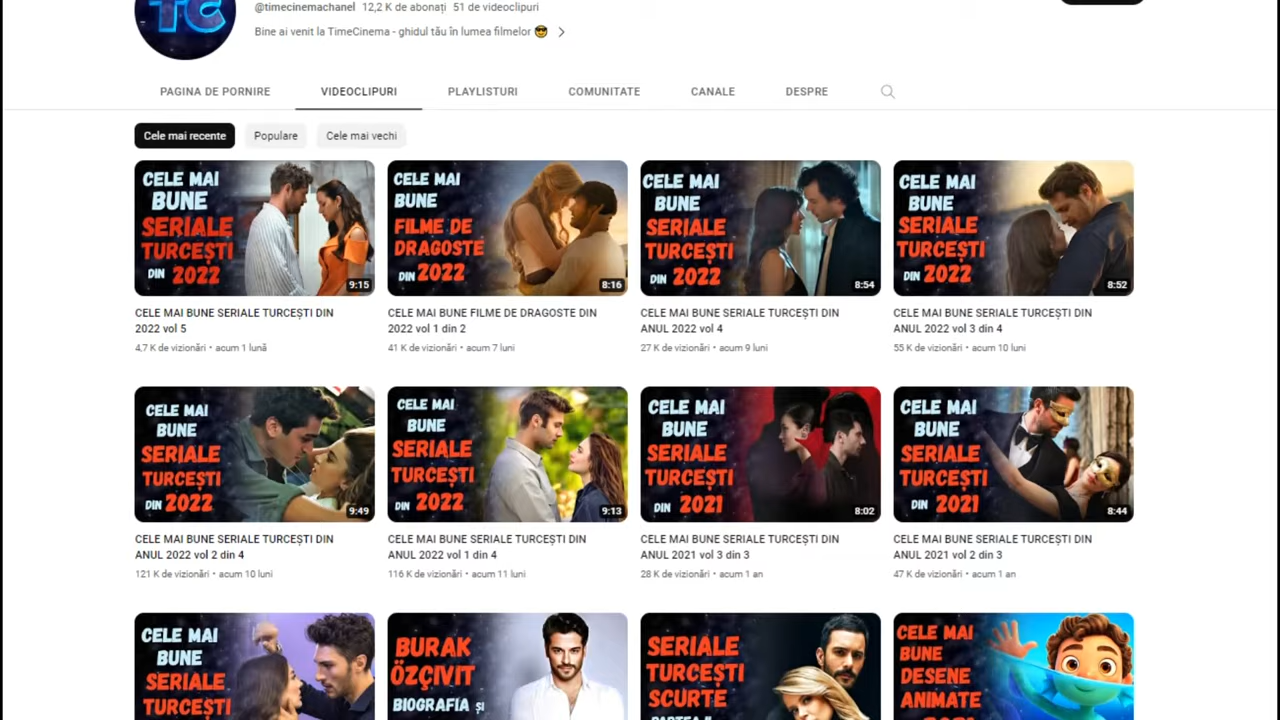 TC
@timecinemachanel 12,2 K de abonați 51 de videoclipuri
Bine ai venit la TimeCinema - ghidul tău în lumea filmelor 😎
PAGINA DE PORNIRE VIDEOCLIPURI PLAYLISTURI COMUNITATE CANALE DESPRE
Cele mai recente Populare Cele mai vechi
CELE MAI
BUNE
SERIALE
TURCEȘTI
DIN 2022
9:15
CELE MAI
BUNE
FILME DE
DRAGOSTE
DIN 2022
8:16
CELE MAI
BUNE
SERIALE
TURCEȘTI
DIN 2022
8:54
CELE MAI
BUNE
SERIALE
TURCEȘTI
DIN 2022
8:52
CELE MAI BUNE SERIALE TURCEȘTI DIN
2022 vol 5
4,7 K de vizionări • acum 1 lună
CELE MAI BUNE FILME DE DRAGOSTE DIN
2022 vol 1 din 2
41 K de vizionări • acum 7 luni
CELE MAI BUNE SERIALE TURCEȘTI DIN
ANUL 2022 vol 4
27 K de vizionări • acum 9 luni
CELE MAI BUNE SERIALE TURCEȘTI DIN
ANUL 2022 vol 3 din 4
55 K de vizionări • acum 10 luni
CELE MAI
BUNE
SERIALE
TURCEȘTI
DIN 2022
9:49
CELE MAI
BUNE
SERIALE
TURCEȘTI
DIN 2022
9:13
CELE MAI
BUNE
SERIALE
TURCEȘTI
DIN 2021
8:02
CELE MAI
BUNE
SERIALE
TURCEȘTI
DIN 2021
8:44
CELE MAI BUNE SERIALE TURCEȘTI DIN
ANUL 2022 vol 2 din 4
121 K de vizionări • acum 10 luni
CELE MAI BUNE SERIALE TURCEȘTI DIN
ANUL 2022 vol 1 din 4
116 K de vizionări • acum 11 luni
CELE MAI BUNE SERIALE TURCEȘTI DIN
ANUL 2021 vol 3 din 3
28 K de vizionări • acum 1 an
CELE MAI BUNE SERIALE TURCEȘTI DIN
ANUL 2021 vol 2 din 3
47 K de vizionări • acum 1 an
CELE MAI
BUNE
SERIALE
TURCEȘTI
BURAK
ÖZÇIVIT
BIOGRAFIA ȘI
SERIALE
TURCEȘTI
SCURTE
CELE MAI
BUNE
DESENE
ANIMATE